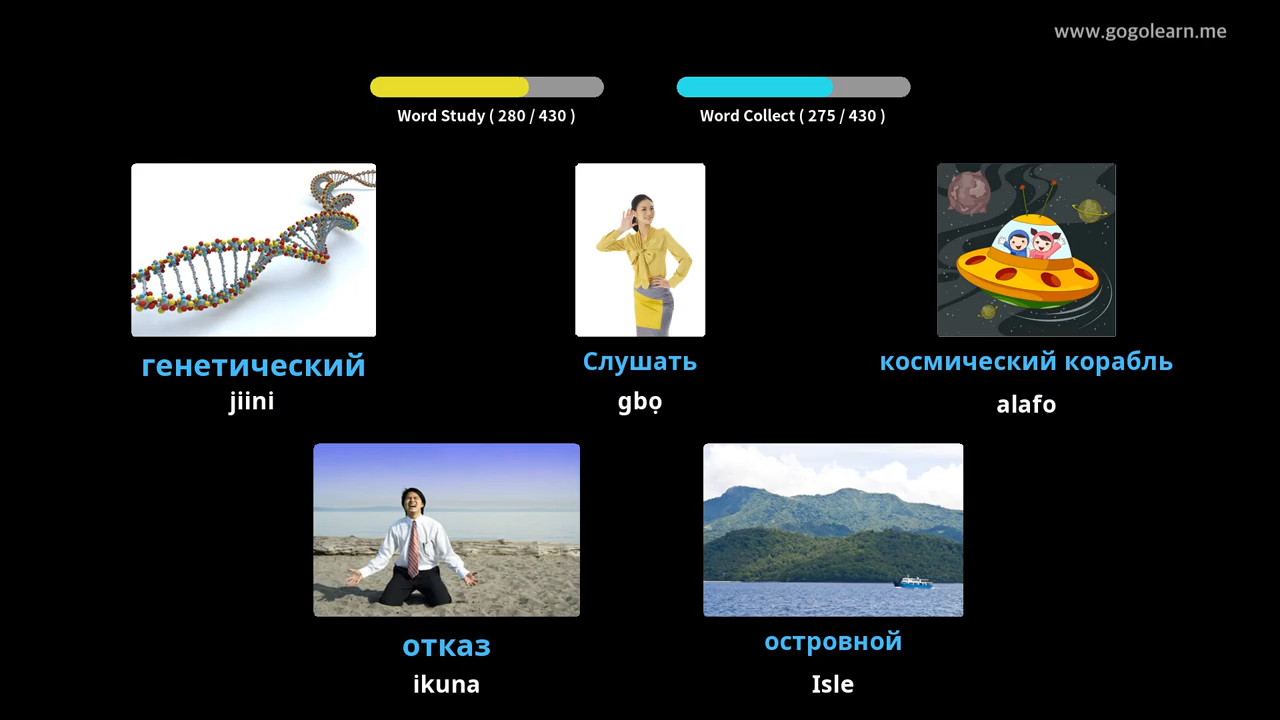 www.gogolearn.me
Word Study ( 280 / 430 )
Word Collect ( 275 / 430 )
генетический
jiini
Слушать
gbọ
космический корабль
alafo
отказ
ikuna
островной
Isle